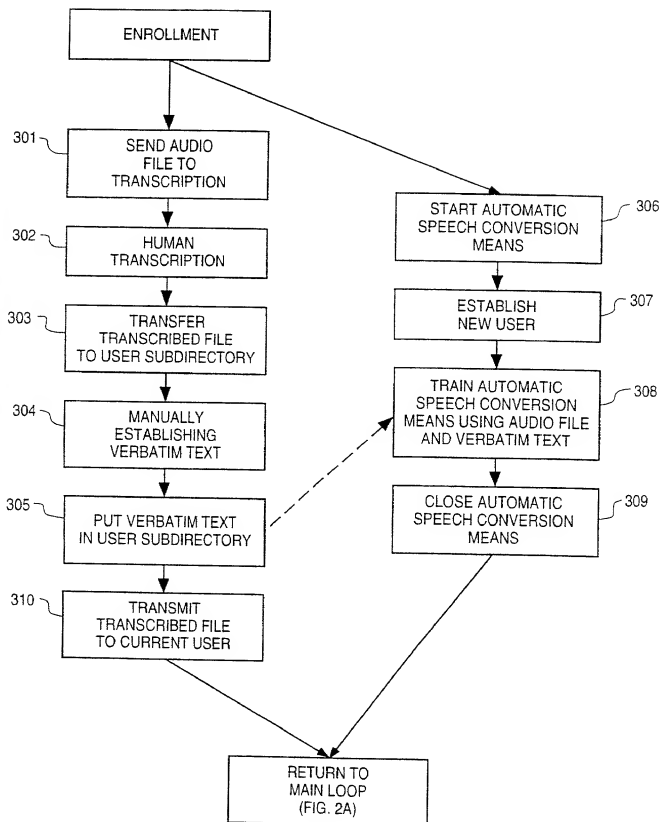 ENROLLMENT
301
SEND AUDIO
FILE TO
TRANSCRIPTION
302
HUMAN
TRANSCRIPTION
303
TRANSFER
TRANSCRIBED FILE
TO USER SUBDIRECTORY
304
MANUALLY
ESTABLISHING
VERBATIM TEXT
305
PUT VERBATIM TEXT
IN USER SUBDIRECTORY
310
TRANSMIT
TRANSCRIBED FILE
TO CURRENT USER
START AUTOMATIC
SPEECH CONVERSION
MEANS
306
ESTABLISH
NEW USER
307
TRAIN AUTOMATIC
SPEECH CONVERSION
MEANS USING AUDIO FILE
AND VERBATIM TEXT
308
CLOSE AUTOMATIC
SPEECH CONVERSION
MEANS
309
RETURN TO
MAIN LOOP
(FIG. 2A)